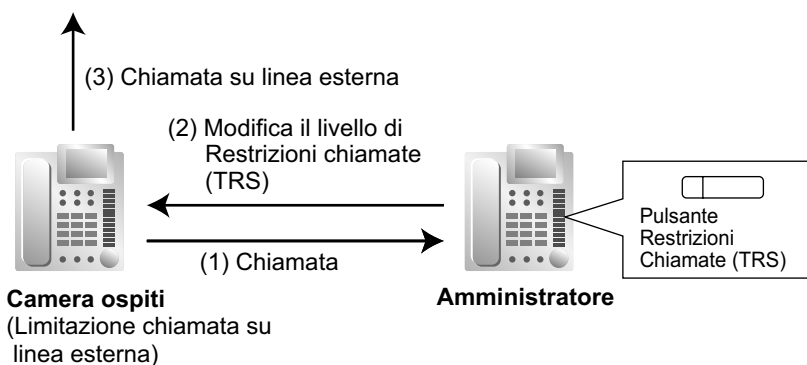 (3) Chiamata su linea esterna
(2) Modifica il livello di
Restrizioni chiamate
(TRS)
(1) Chiamata
Pulsante
Restrizioni
Chiamate (TRS)
Camera ospiti
(Limitazione chiamata su
linea esterna)
Amministratore